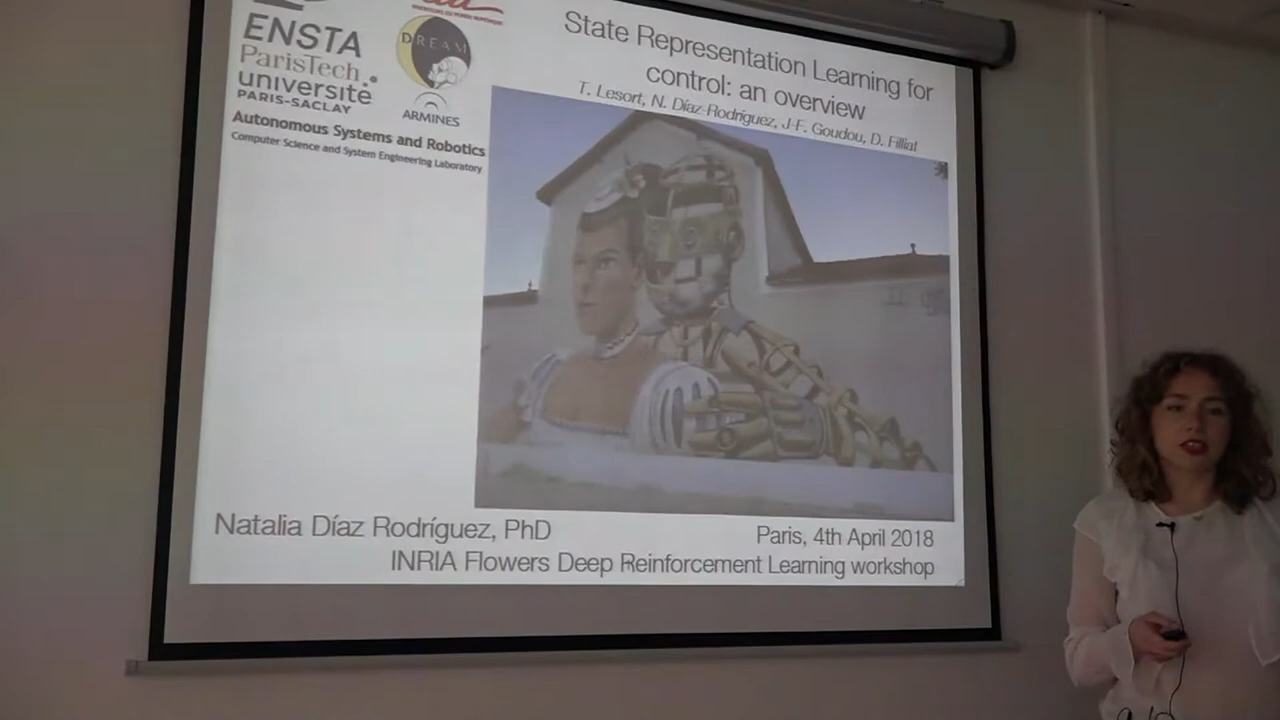 ENSTA
ParisTech
université
PARIS-SACLAY
DREAM
ARMINES
Autonomous Systems and Robotics
Computer Science and System Engineering Laboratory
State Representation Learning for
control: an overview
T. Lesort, N. Díaz-Rodríguez, J-F. Goudou, D. Filliat
Natalia Díaz Rodríguez, PhD
Paris, 4th April 2018
INRIA Flowers Deep Reinforcement Learning workshop